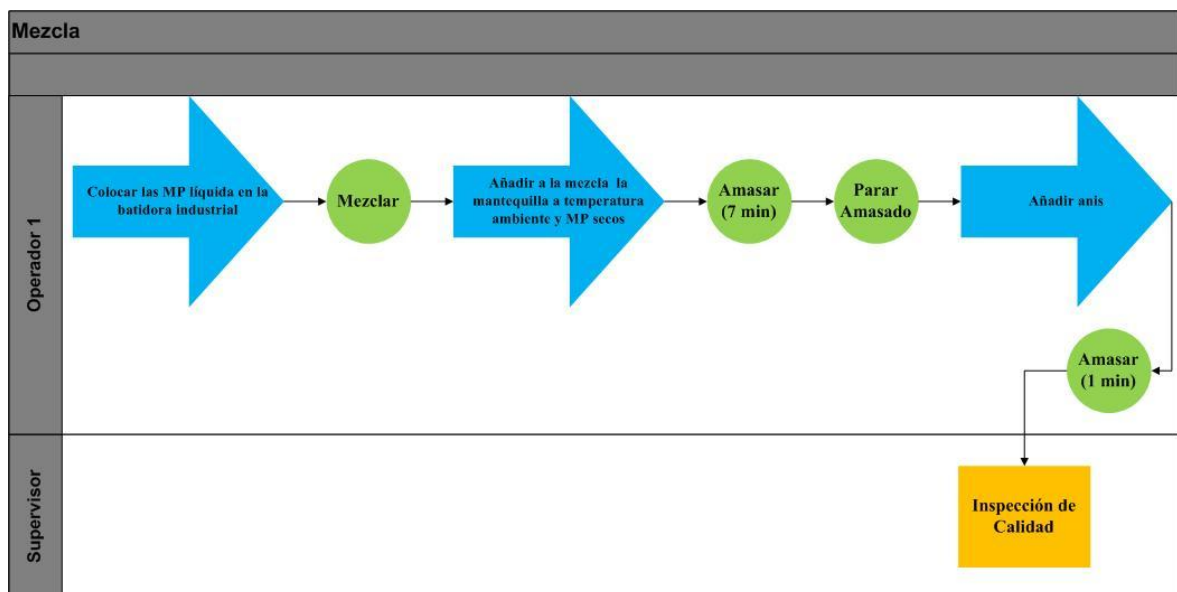 Mezcla
Operador 1
Colocar las MP líquida en la
batidora industrial
Mezclar
Añadir a la mezcla la
mantequilla a temperatura
ambiente y MP secos
Amasar
(7 min)
Parar
Amasado
Añadir anis
Amasar
(1 min)
Supervisor
Inspección de
Calidad